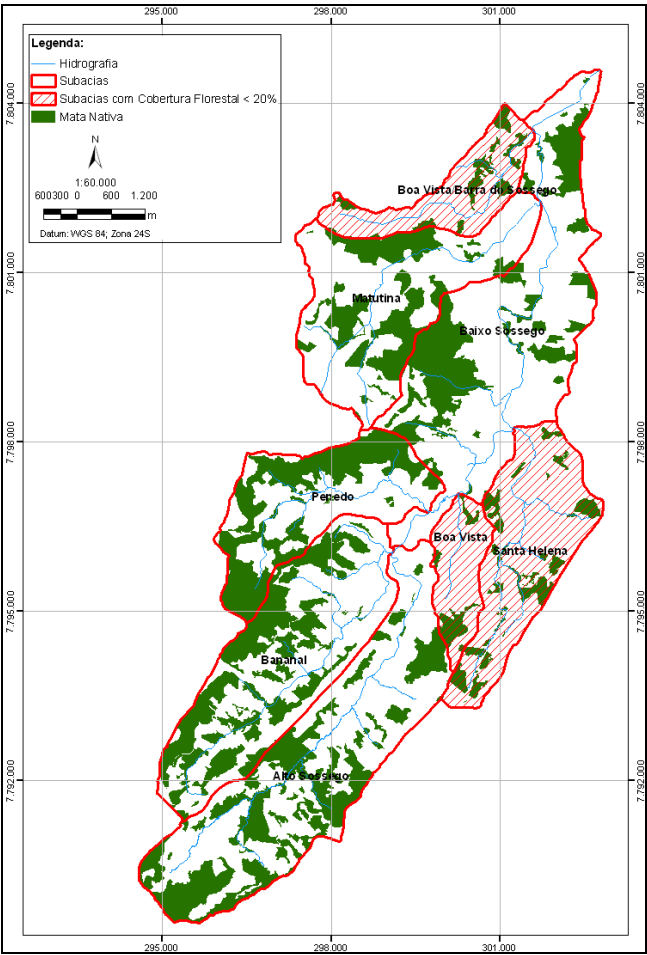 295.000 298.000 301.000
Legenda:
Hidrografia
Subacias
Subacias com Cobertura Florestal < 20%
Mata Nativa
N
1:60.000
600300 0 600 1.200
m
Datum: WGS 84; Zona 24S
7.804.000 7.804.000
Boa Vista Barra do Sossego
7.801.000 7.801.000
Matutina
Baixo Sossego
7.798.000 7.798.000
Penedo
Boa Vista
Santa Helena
7.795.000 7.795.000
Bananal
Alto Sossego
7.792.000 7.792.000
295.000 298.000 301.000